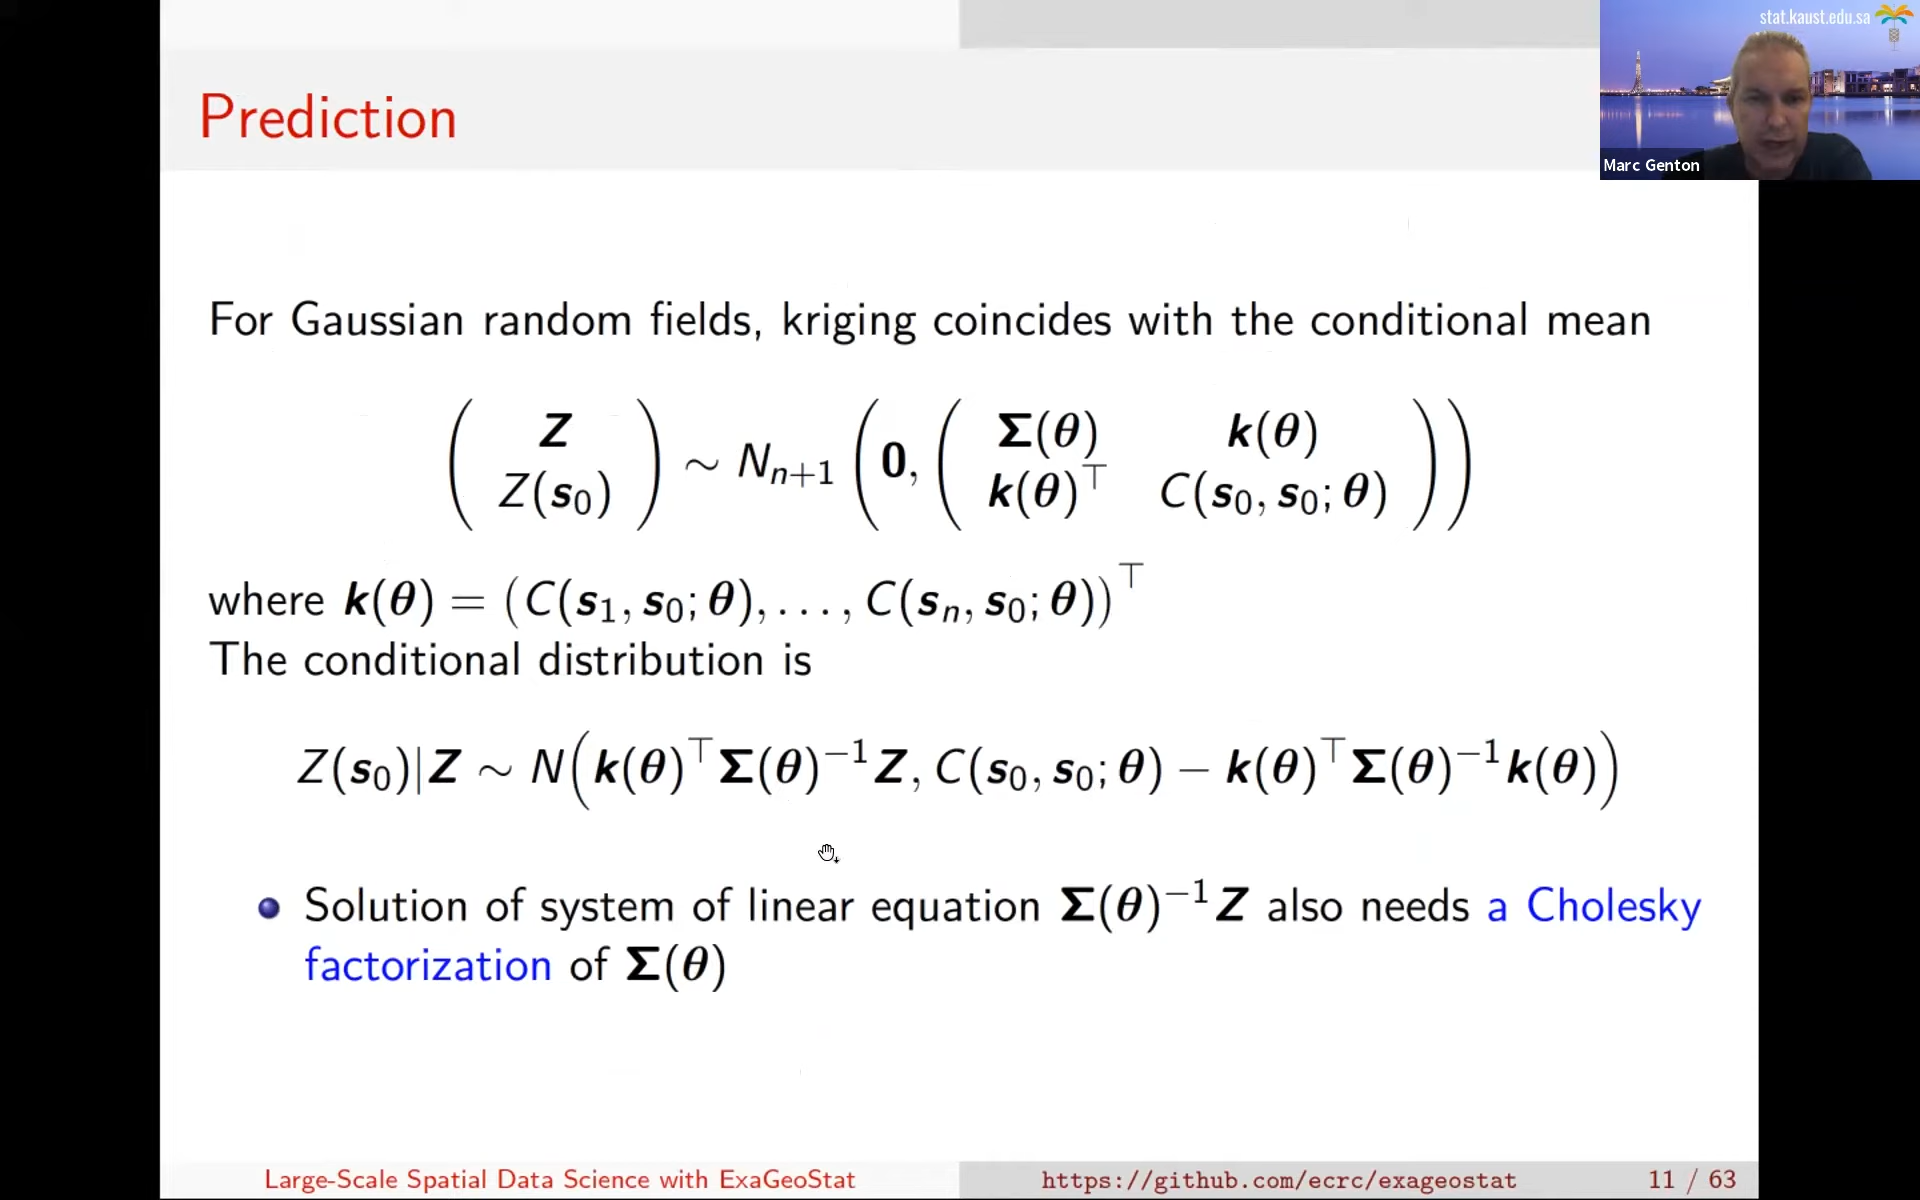 stat.kaust.edu.sa
Marc Genton
Prediction
For Gaussian random fields, kriging coincides with the conditional mean
( Z ) ∼ N_{n+1} ( 0, ( Σ(θ) k(θ) ) )
( Z(s₀) ) ( k(θ)^⊤ C(s₀, s₀; θ) )
where k(θ) = (C(s₁, s₀; θ), . . . , C(s_n, s₀; θ))^⊤
The conditional distribution is
Z(s₀)|Z ∼ N(k(θ)^⊤Σ(θ)^{−1}Z, C(s₀, s₀; θ) − k(θ)^⊤Σ(θ)^{−1}k(θ))
Solution of system of linear equation Σ(θ)^{−1}Z also needs a Cholesky
factorization of Σ(θ)
Large-Scale Spatial Data Science with ExaGeoStat
https://github.com/ecrc/exageostat
11 / 63